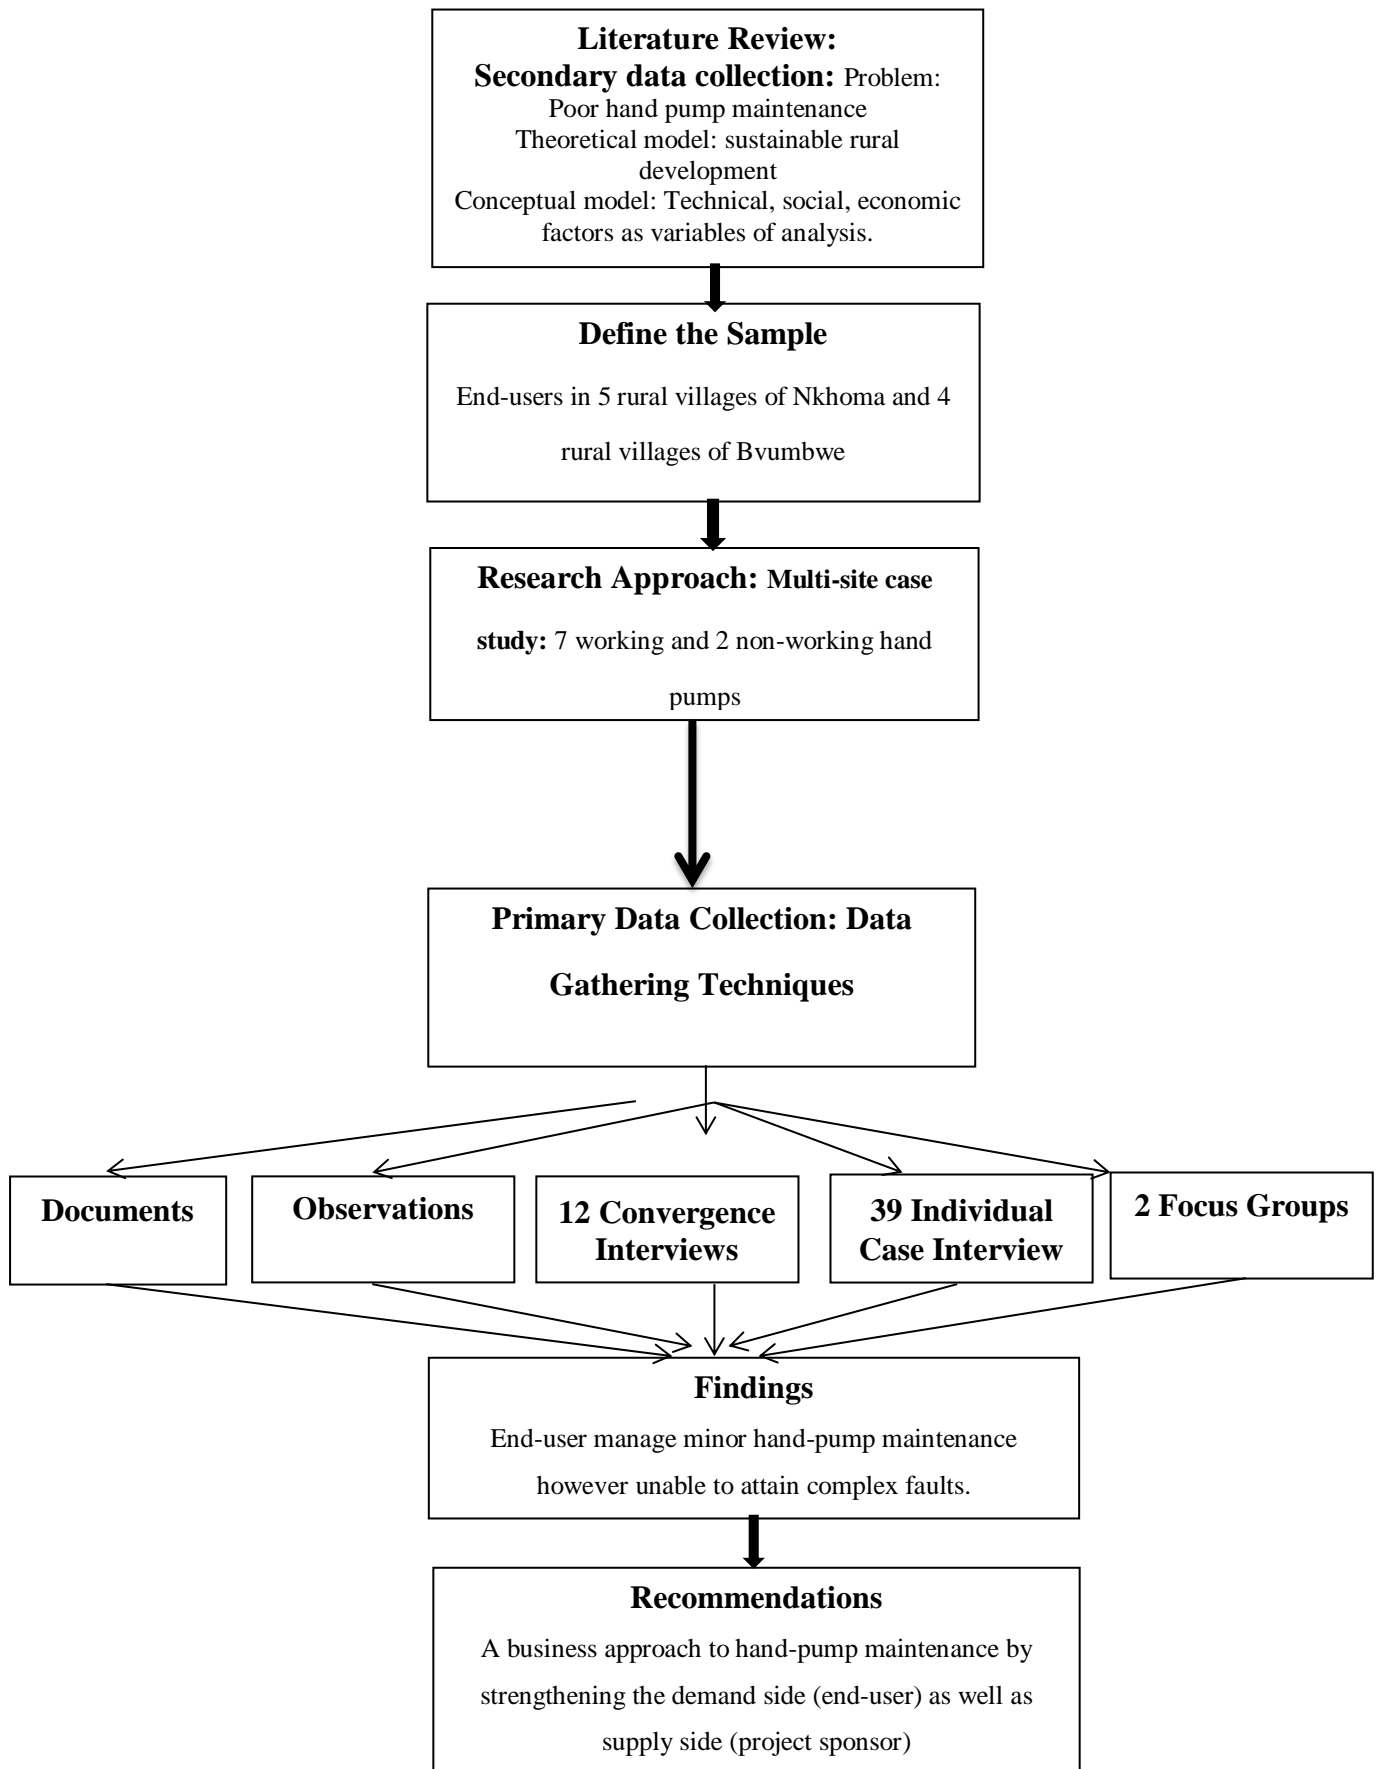 Literature Review:
Secondary data collection: Problem:
Poor hand pump maintenance
Theoretical model: sustainable rural
development
Conceptual model: Technical, social, economic
factors as variables of analysis.
Define the Sample
End-users in 5 rural villages of Nkhoma and 4
rural villages of Bvumbwe
Research Approach: Multi-site case
study: 7 working and 2 non-working hand
pumps
Primary Data Collection: Data
Gathering Techniques
Documents
Observations
12 Convergence
Interviews
39 Individual
Case Interview
2 Focus Groups
Findings
End-user manage minor hand-pump maintenance
however unable to attain complex faults.
Recommendations
A business approach to hand-pump maintenance by
strengthening the demand side (end-user) as well as
supply side (project sponsor)